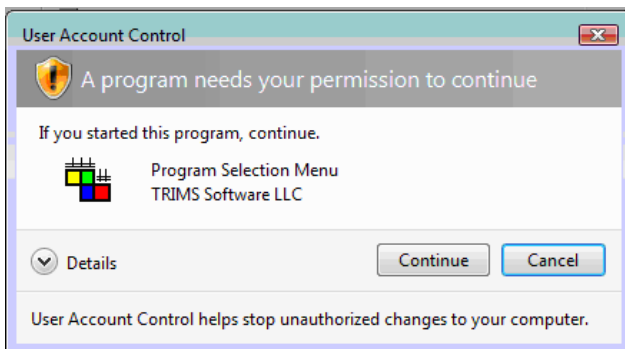 User Account Control
A program needs your permission to continue
If you started this program, continue.
Program Selection Menu
TRIMS Software LLC
Details
Continue
Cancel
User Account Control helps stop unauthorized changes to your computer.